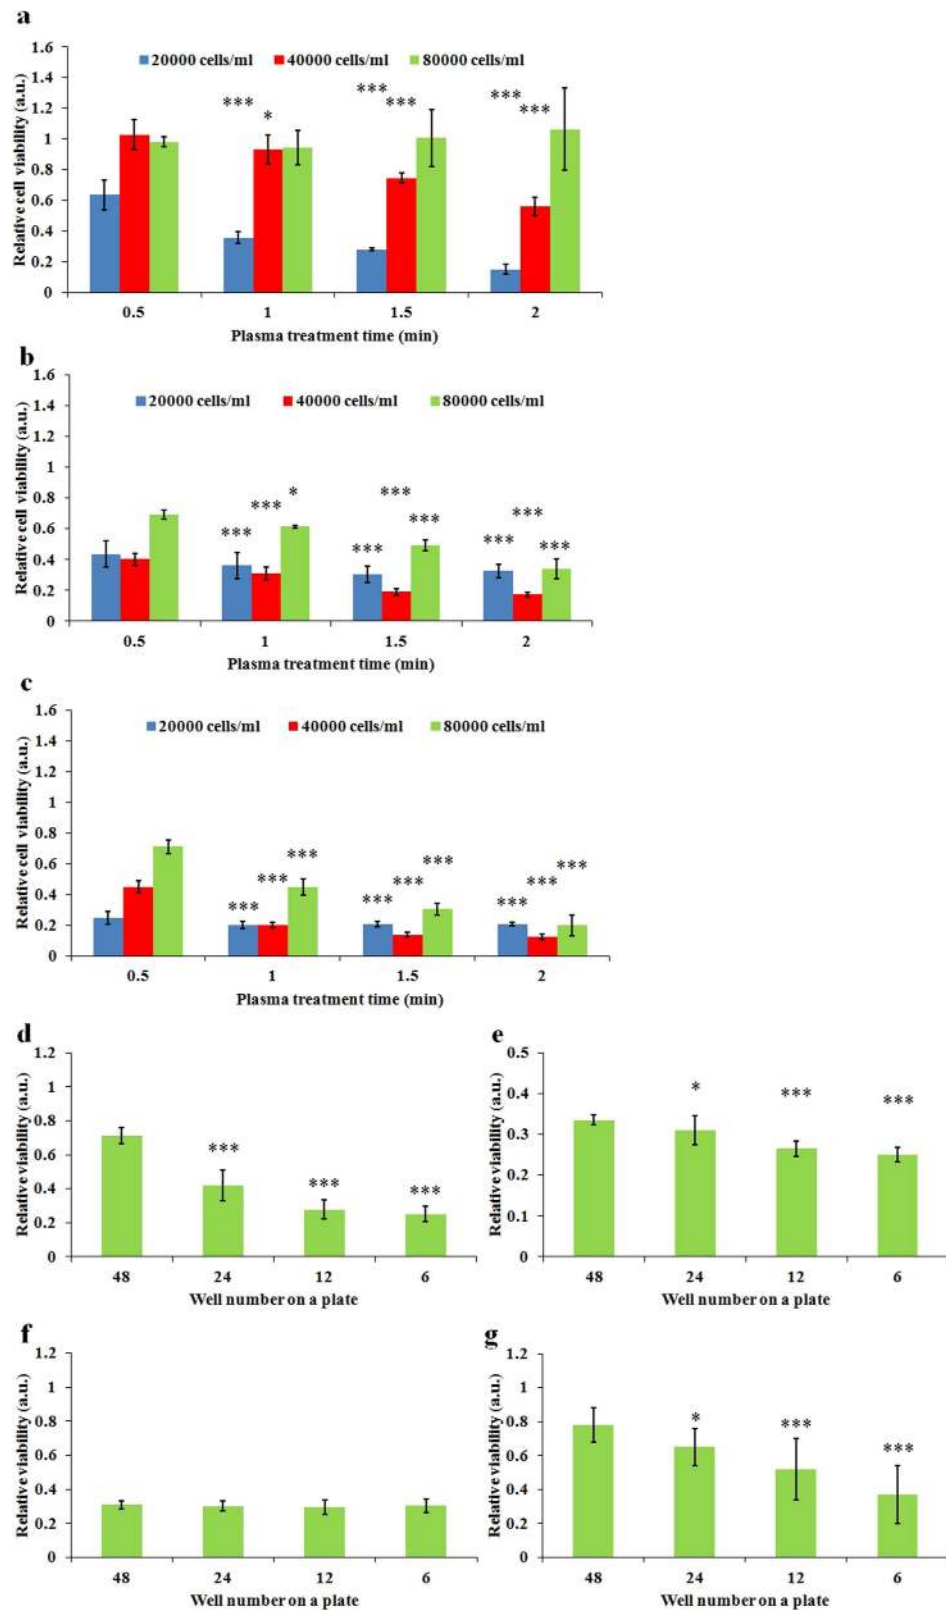 a
1.6
1.4
1.2
1
0.8
0.6
0.4
0.2
0
Relative cell viability (a.u.)
20000 cells/ml 40000 cells/ml 80000 cells/ml
*** * *** *** *** ***
0.5 1 1.5 2
Plasma treatment time (min)
b
1.6
1.4
1.2
1
0.8
0.6
0.4
0.2
0
Relative cell viability (a.u.)
20000 cells/ml 40000 cells/ml 80000 cells/ml
*** *** * *** *** *** *** *** ***
0.5 1 1.5 2
Plasma treatment time (min)
c
1.6
1.4
1.2
1
0.8
0.6
0.4
0.2
0
Relative cell viability (a.u.)
20000 cells/ml 40000 cells/ml 80000 cells/ml
*** *** *** *** *** *** *** *** ***
0.5 1 1.5 2
Plasma treatment time (min)
d
1.2
1
0.8
0.6
0.4
0.2
0
Relative viability (a.u.)
*** *** ***
48 24 12 6
Well number on a plate
e
0.5
0.4
0.3
0.2
0.1
0
Relative viability (a.u.)
* *** ***
48 24 12 6
Well number on a plate
f
1.2
1
0.8
0.6
0.4
0.2
0
Relative viability (a.u.)
48 24 12 6
Well number on a plate
g
1.2
1
0.8
0.6
0.4
0.2
0
Relative viability (a.u.)
* *** ***
48 24 12 6
Well number on a plate